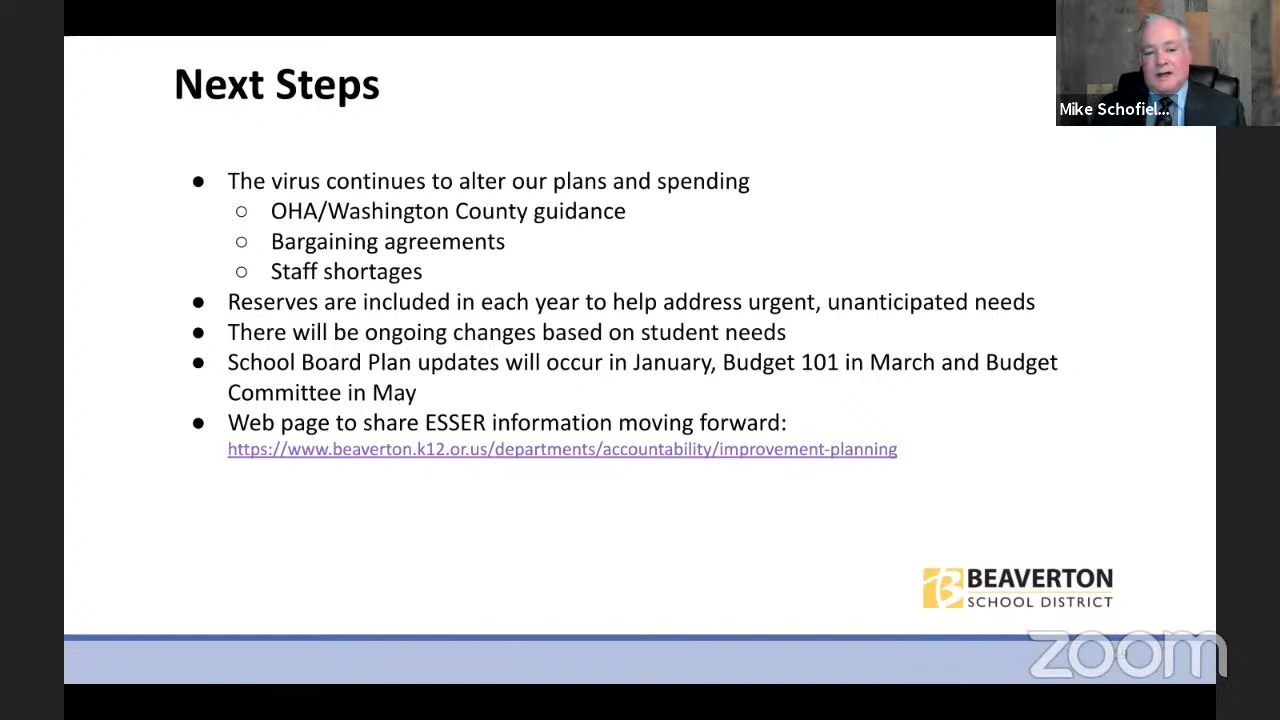 Next Steps
Mike Schofiel...
● The virus continues to alter our plans and spending
○ OHA/Washington County guidance
○ Bargaining agreements
○ Staff shortages
● Reserves are included in each year to help address urgent, unanticipated needs
● There will be ongoing changes based on student needs
● School Board Plan updates will occur in January, Budget 101 in March and Budget
Committee in May
● Web page to share ESSER information moving forward:
https://www.beaverton.k12.or.us/departments/accountability/improvement-planning
BEAVERTON
SCHOOL DISTRICT
zoom